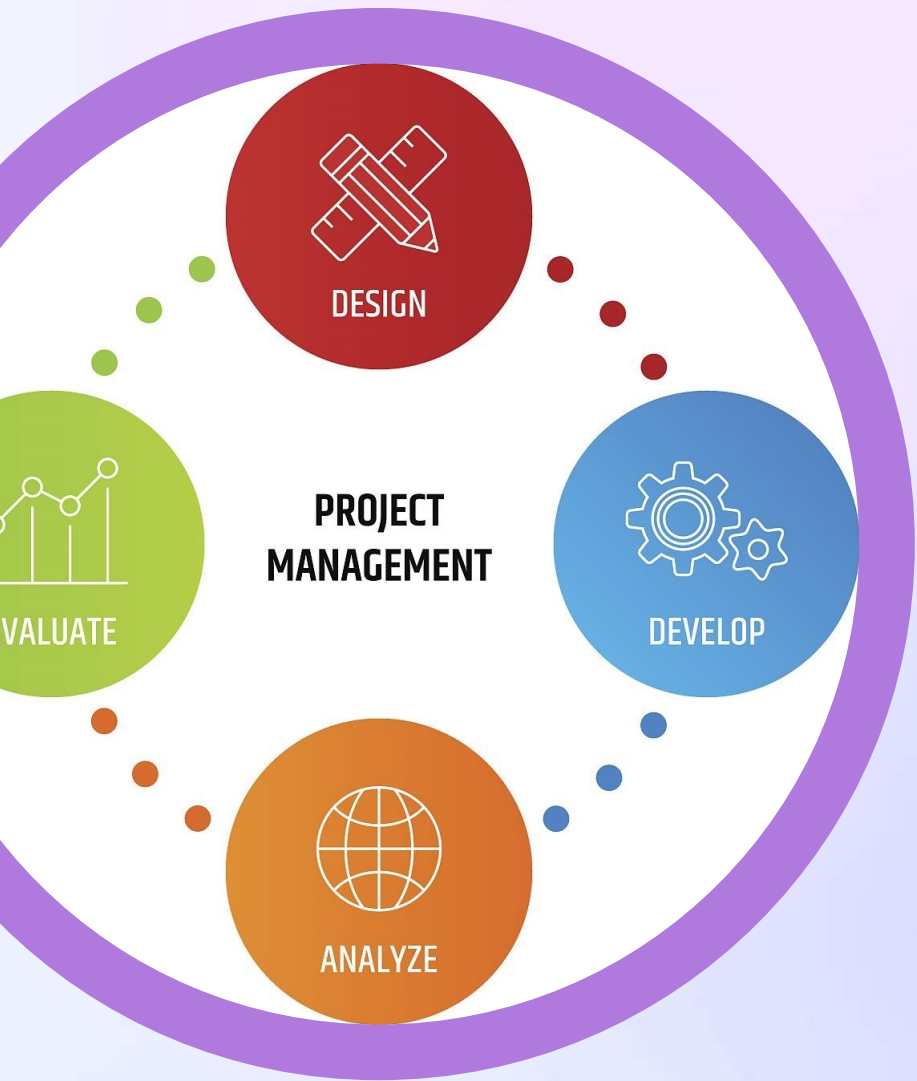 DESIGN
PROJECT
MANAGEMENT
VALUATE
DEVELOP
ANALYZE